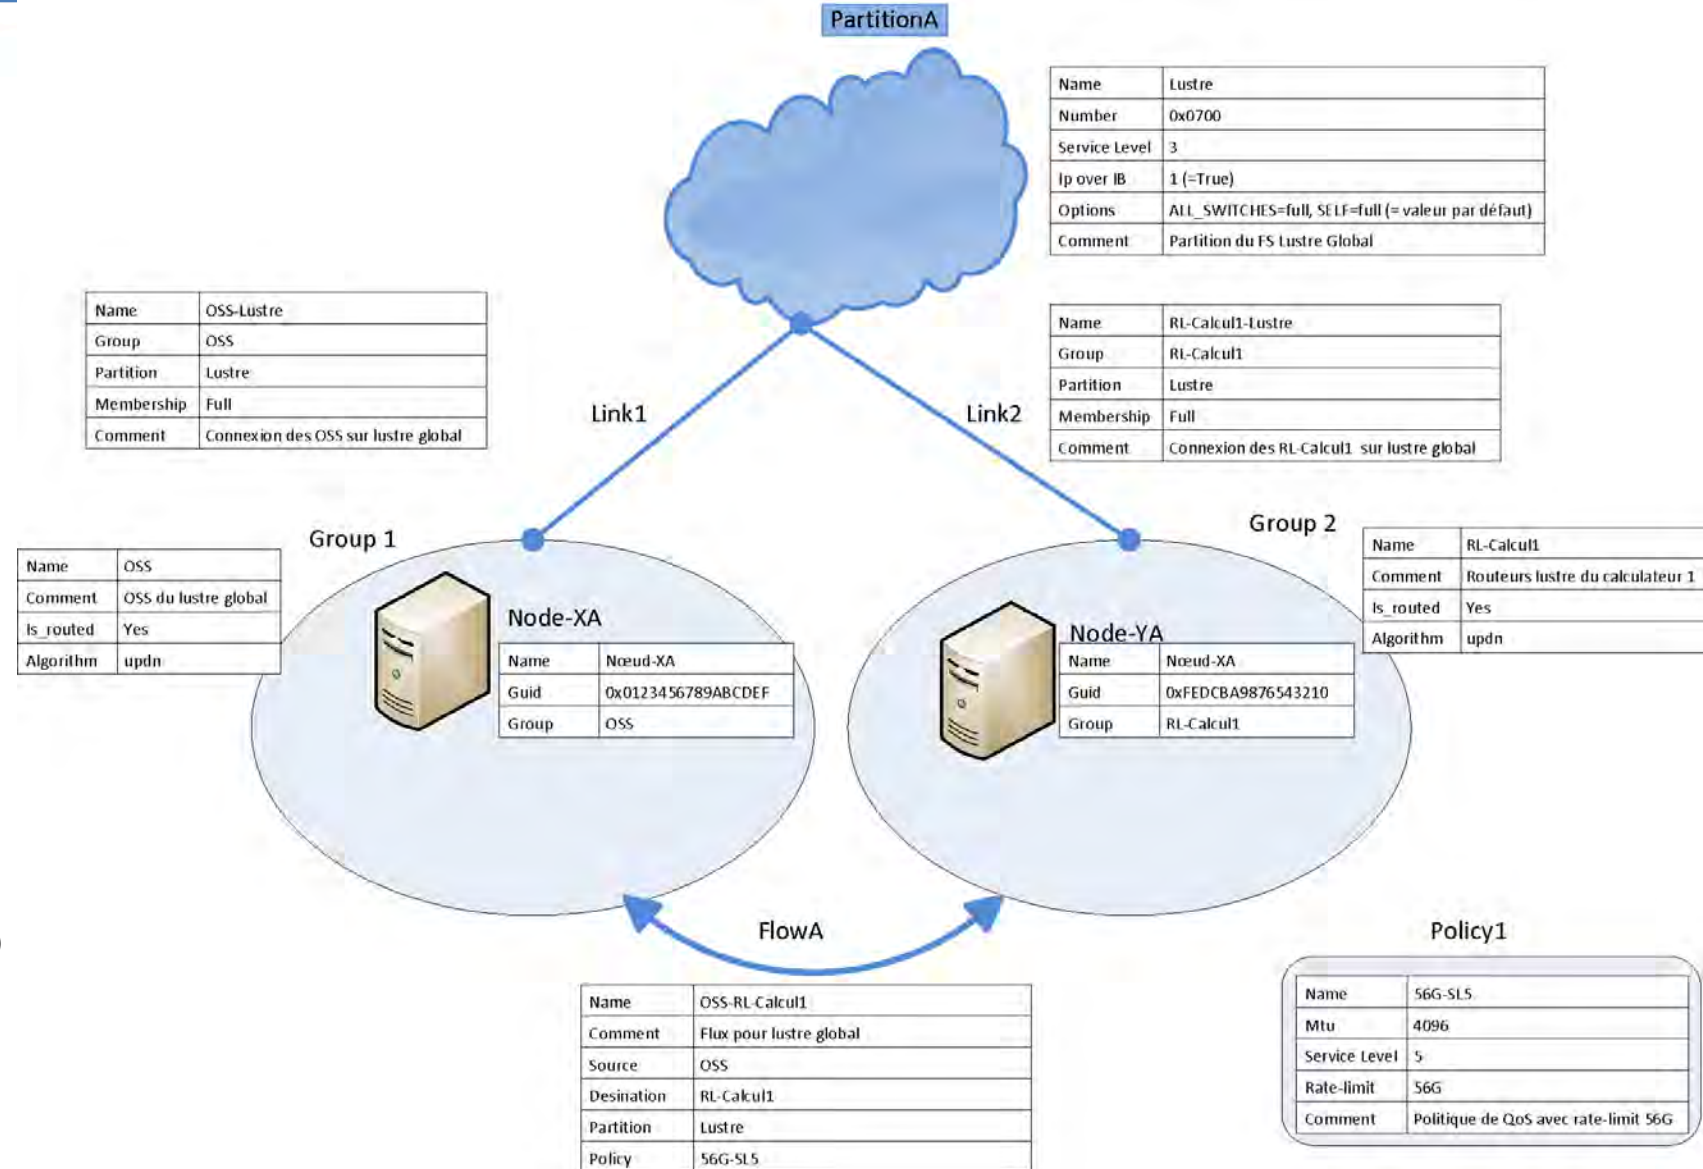 PartitionA
Name Lustre
Number 0x0700
Service Level 3
Ip over IB 1 (=True)
Options ALL_SWITCHES=full, SELF=full (= valeur par défaut)
Comment Partition du FS Lustre Global
Name OSS-Lustre
Group OSS
Partition Lustre
Membership Full
Comment Connexion des OSS sur lustre global
Name RL-Calcul1-Lustre
Group RL-Calcul1
Partition Lustre
Membership Full
Comment Connexion des RL-Calcul1 sur lustre global
Link1
Link2
Group 1
Name OSS
Comment OSS du lustre global
Is_routed Yes
Algorithm updn
Group 2
Name RL-Calcul1
Comment Routeurs lustre du calculateur 1
Is_routed Yes
Algorithm updn
Node-XA
Name Nœud-XA
Guid 0x0123456789ABCDEF
Group OSS
Node-YA
Name Nœud-XA
Guid 0xFEDCBA9876543210
Group RL-Calcul1
FlowA
Name OSS-RL-Calcul1
Comment Flux pour lustre global
Source OSS
Desination RL-Calcul1
Partition Lustre
Policy 56G-SL5
Policy1
Name 56G-SL5
Mtu 4096
Service Level 5
Rate-limit 56G
Comment Politique de QoS avec rate-limit 56G